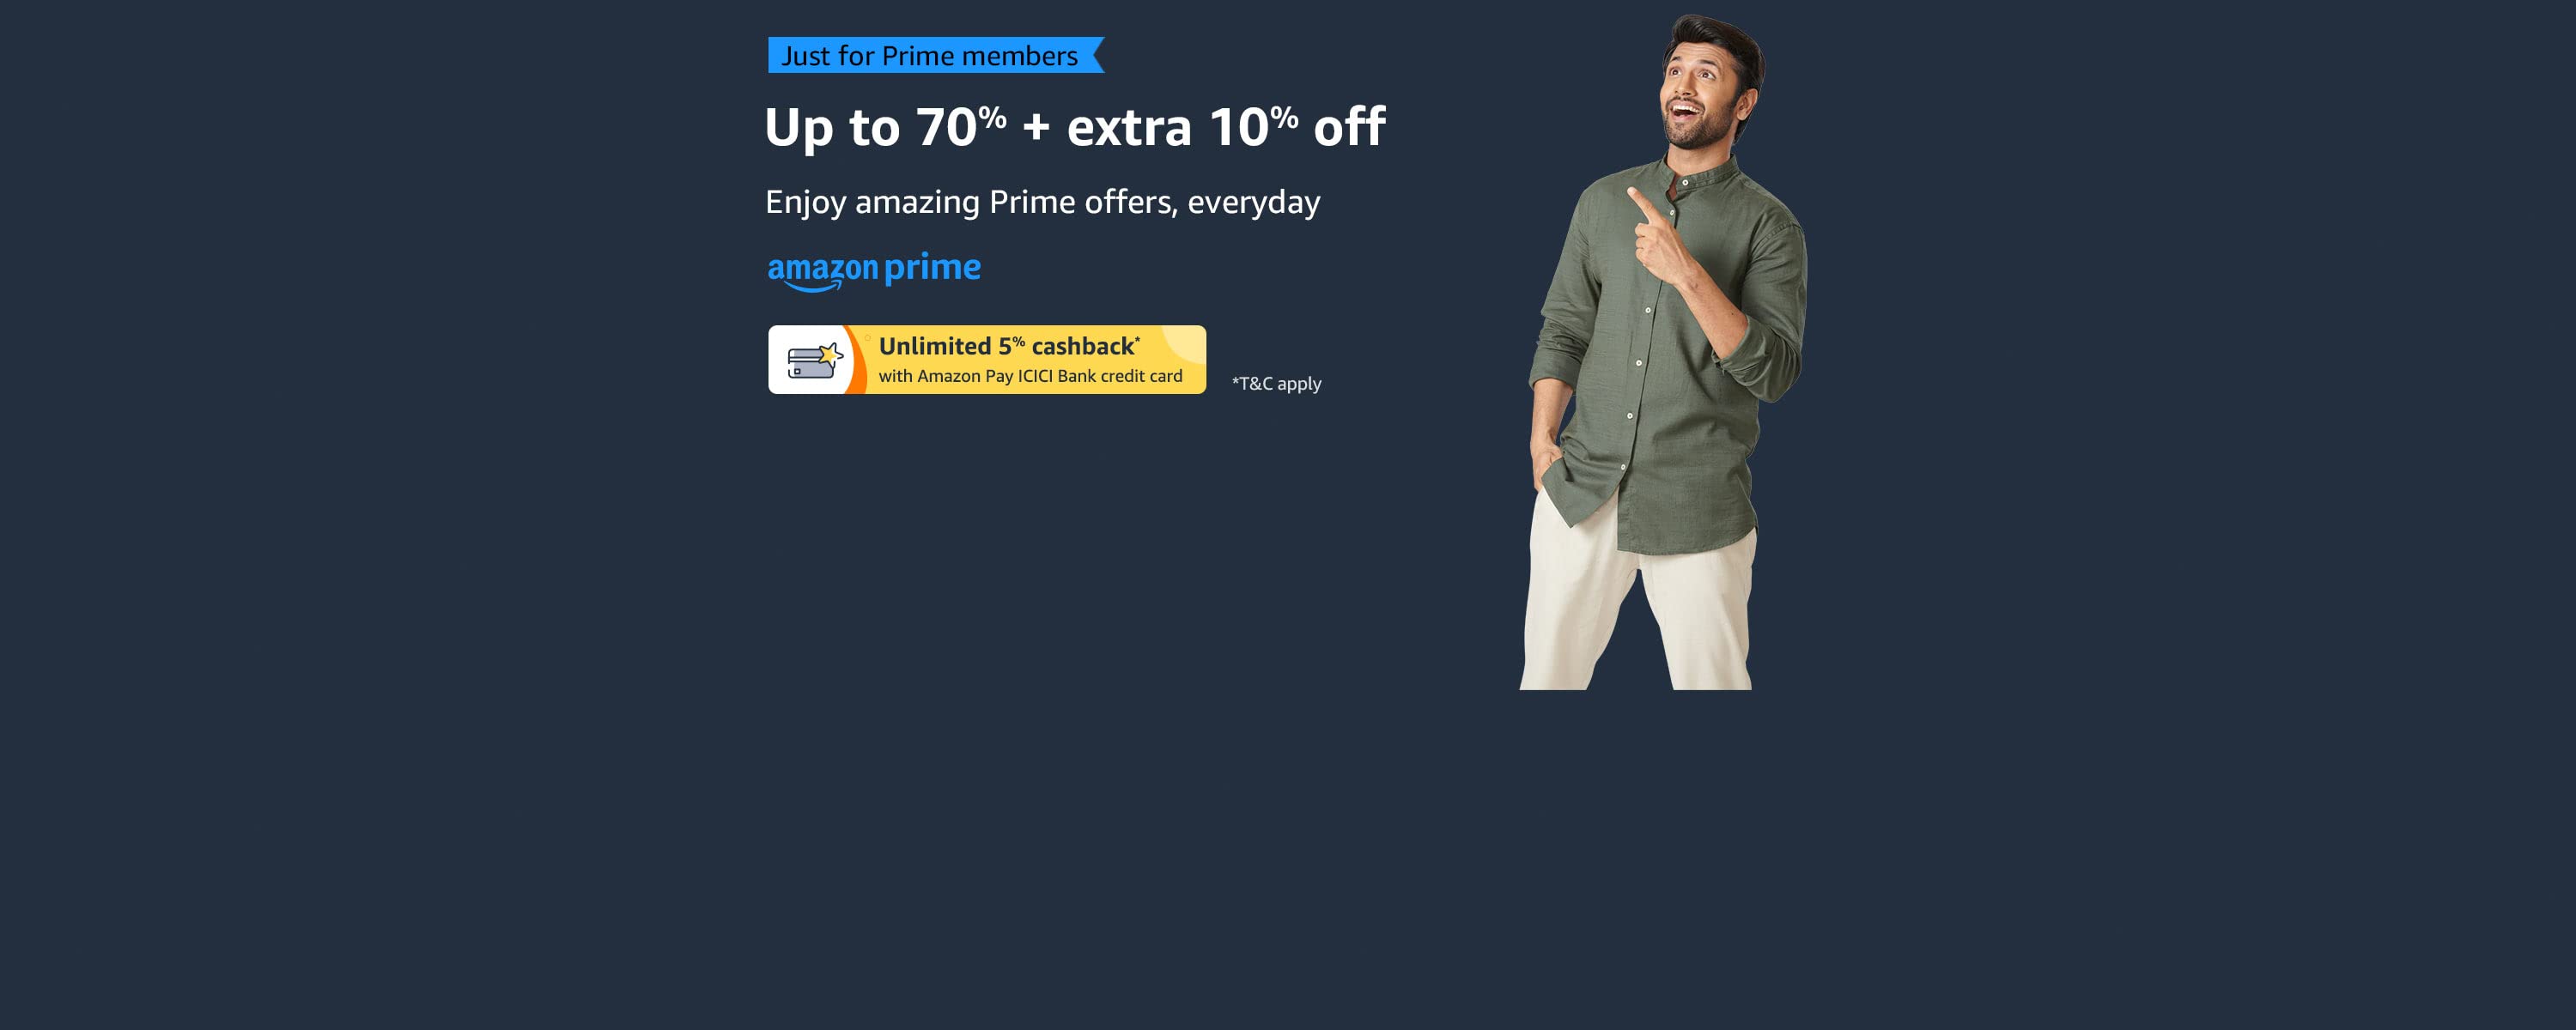 Just for Prime members
Up to 70% + extra 10% off
Enjoy amazing Prime offers, everyday
amazon prime
Unlimited 5% cashback*
with Amazon Pay ICICI Bank credit card
*T&C apply